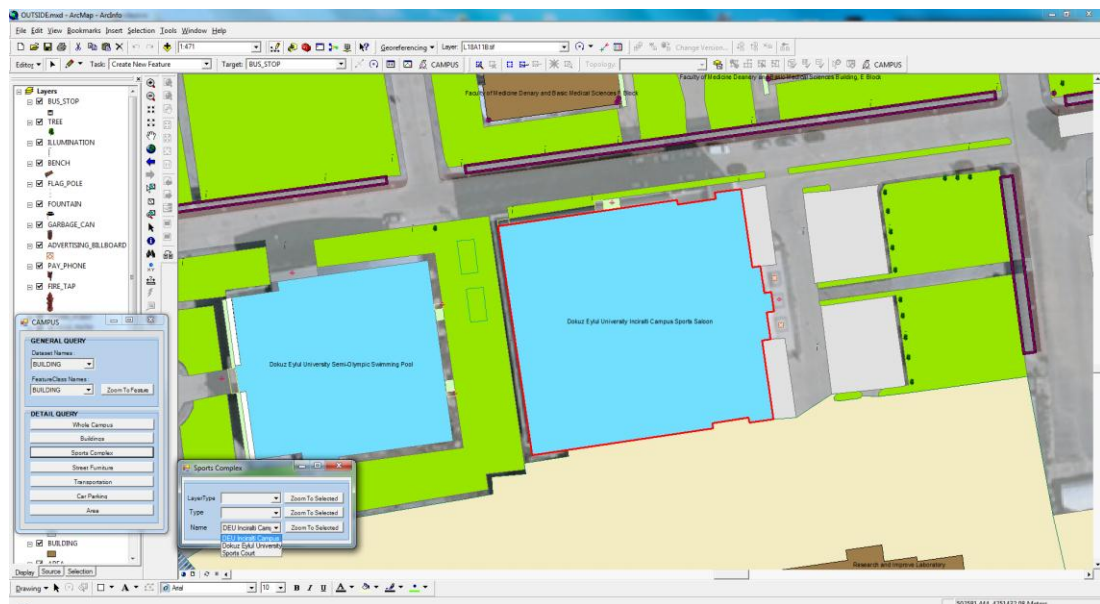 OUTSIDE.mxd - ArcMap - ArcInfo
File Edit View Bookmarks Insert Selection Tools Window Help
1:471
Georeferencing
Layer: L18A11B.tif
Change Version...
Editor
Task: Create New Feature
Target: BUS_STOP
CAMPUS
Topology:
CAMPUS
Layers
BUS_STOP
TREE
ILLUMINATION
BENCH
FLAG_POLE
FOUNTAIN
GARBAGE_CAN
ADVERTISING_BILLBOARD
PAY_PHONE
FIRE_TAP
Faculty of Medicine Denary and Basic Medical Sciences
Block
Faculty of Medicine Deanery
Medical Sciences Building, E Block
Dokuz Eylul University Semi-Olympic Swimming Pool
Dokuz Eylul University Inciralti Campus Sports Saloon
Research and Improve Laboratory
CAMPUS
GENERAL QUERY
Dataset Names:
BUILDING
FeatureClass Names:
BUILDING
Zoom To Feature
DETAIL QUERY
Whole Campus
Buildings
Sports Complex
Street Furniture
Transportation
Car Parking
Area
Sports Complex
LayerType
Zoom To Selected
Type
Zoom To Selected
Name
DEU Inciralti Camp
Zoom To Selected
DEU Inciralti Campus
Dokuz Eylul University
Sports Court
BUILDING
AREA
Display Source Selection
Drawing
A
Arial
10
B I U A